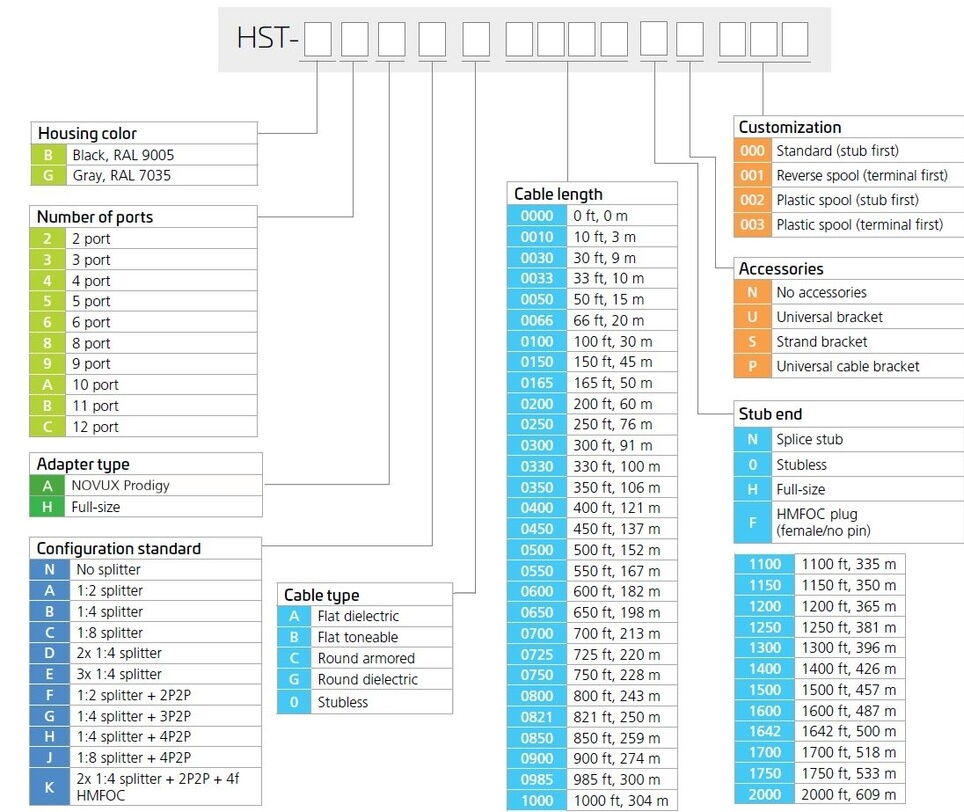 HST-
Housing color
B Black, RAL 9005
G Gray, RAL 7035
Number of ports
2 2 port
3 3 port
4 4 port
5 5 port
6 6 port
8 8 port
9 9 port
A 10 port
B 11 port
C 12 port
Adapter type
A NOVUX Prodigy
H Full-size
Configuration standard
N No splitter
A 1:2 splitter
B 1:4 splitter
C 1:8 splitter
D 2x 1:4 splitter
E 3x 1:4 splitter
F 1:2 splitter + 2P2P
G 1:4 splitter + 3P2P
H 1:4 splitter + 4P2P
J 1:8 splitter + 4P2P
K 2x 1:4 splitter + 2P2P + 4f
HMFOC
Cable type
A Flat dielectric
B Flat toneable
C Round armored
G Round dielectric
0 Stubless
Cable length
0000 0 ft, 0 m
0010 10 ft, 3 m
0030 30 ft, 9 m
0033 33 ft, 10 m
0050 50 ft, 15 m
0066 66 ft, 20 m
0100 100 ft, 30 m
0150 150 ft, 45 m
0165 165 ft, 50 m
0200 200 ft, 60 m
0250 250 ft, 76 m
0300 300 ft, 91 m
0330 330 ft, 100 m
0350 350 ft, 106 m
0400 400 ft, 121 m
0450 450 ft, 137 m
0500 500 ft, 152 m
0550 550 ft, 167 m
0600 600 ft, 182 m
0650 650 ft, 198 m
0700 700 ft, 213 m
0725 725 ft, 220 m
0750 750 ft, 228 m
0800 800 ft, 243 m
0821 821 ft, 250 m
0850 850 ft, 259 m
0900 900 ft, 274 m
0985 985 ft, 300 m
1000 1000 ft, 304 m
Customization
000 Standard (stub first)
001 Reverse spool (terminal first)
002 Plastic spool (stub first)
003 Plastic spool (terminal first)
Accessories
N No accessories
U Universal bracket
S Strand bracket
P Universal cable bracket
Stub end
N Splice stub
0 Stubless
H Full-size
F HMFOC plug
(female/no pin)
1100 1100 ft, 335 m
1150 1150 ft, 350 m
1200 1200 ft, 365 m
1250 1250 ft, 381 m
1300 1300 ft, 396 m
1400 1400 ft, 426 m
1500 1500 ft, 457 m
1600 1600 ft, 487 m
1642 1642 ft, 500 m
1700 1700 ft, 518 m
1750 1750 ft, 533 m
2000 2000 ft, 609 m